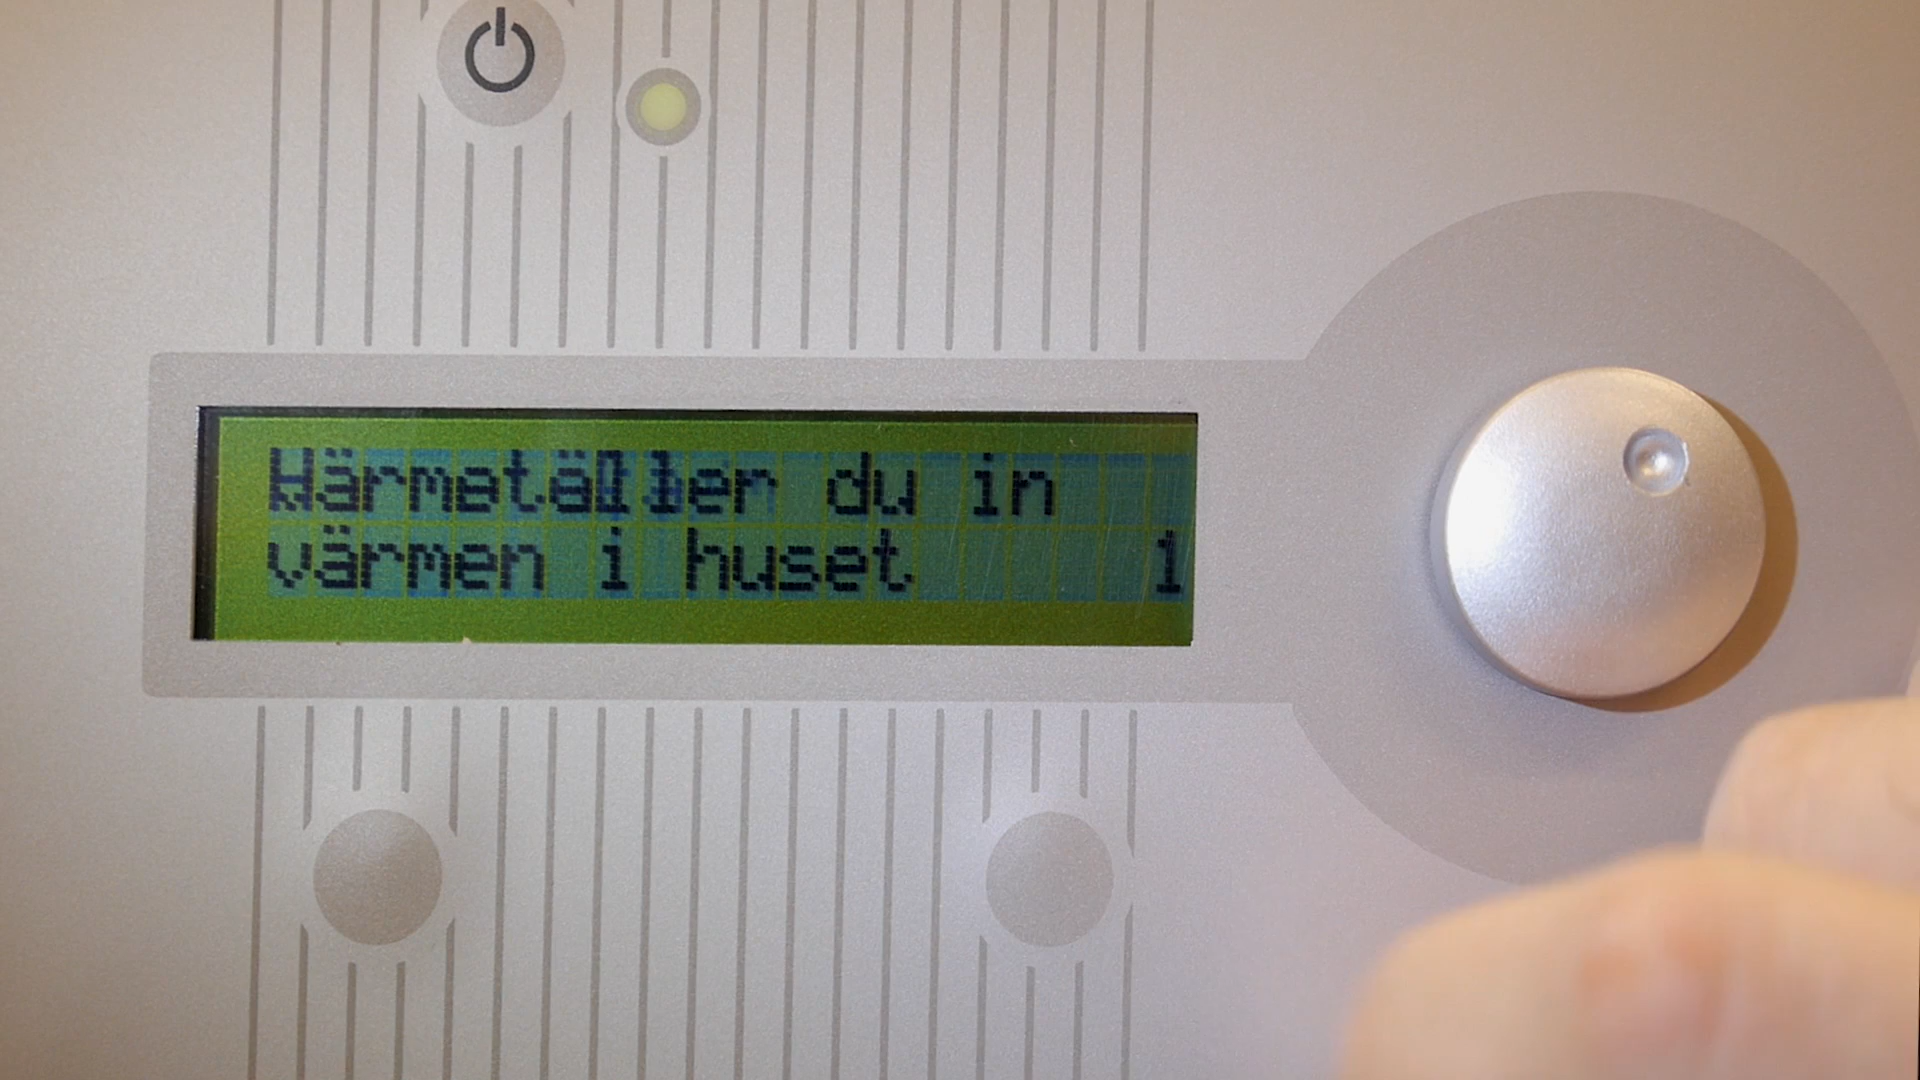 du in
värmen i huset 1